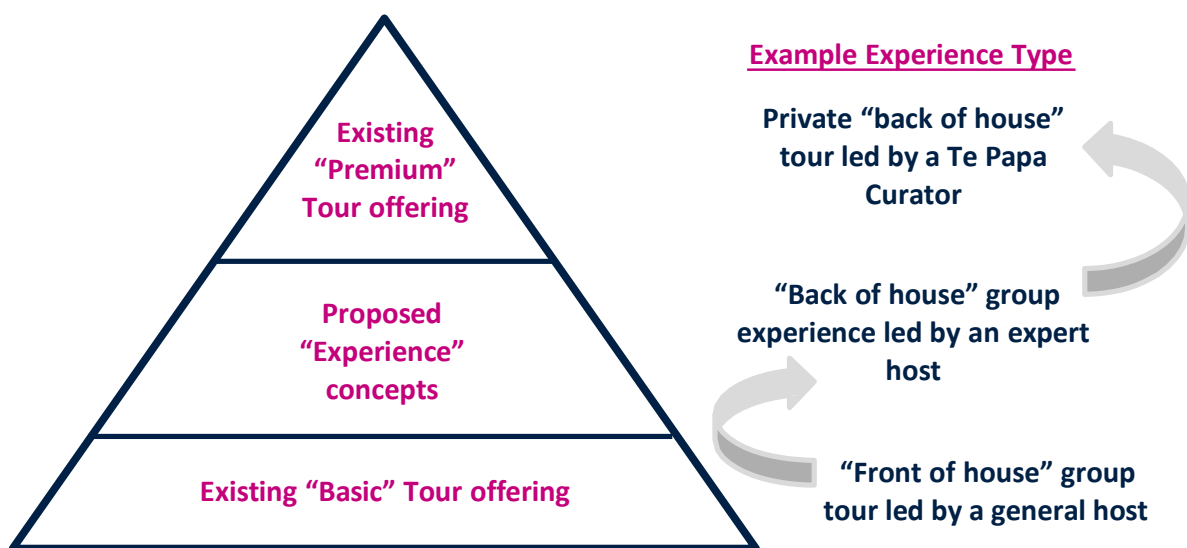 Existing
“Premium”
Tour offering
Proposed
“Experience”
concepts
Existing “Basic” Tour offering
Example Experience Type
Private “back of house”
tour led by a Te Papa
Curator
“Back of house” group
experience led by an expert
host
“Front of house” group
tour led by a general host